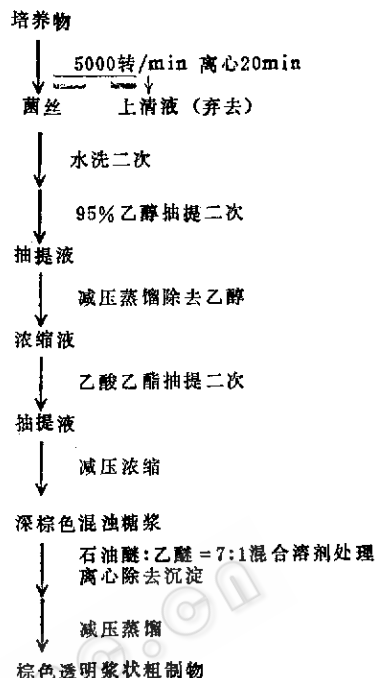 培养物
5000转/min 离心20min
菌丝 上清液（弃去）
水洗二次
95%乙醇抽提二次
抽提液
减压蒸馏除去乙醇
浓缩液
乙酸乙酯抽提二次
抽提液
减压浓缩
深棕色混浊糖浆
石油醚:乙醚=7:1混合溶剂处理
离心除去沉淀
减压蒸馏
棕色透明浆状粗制物